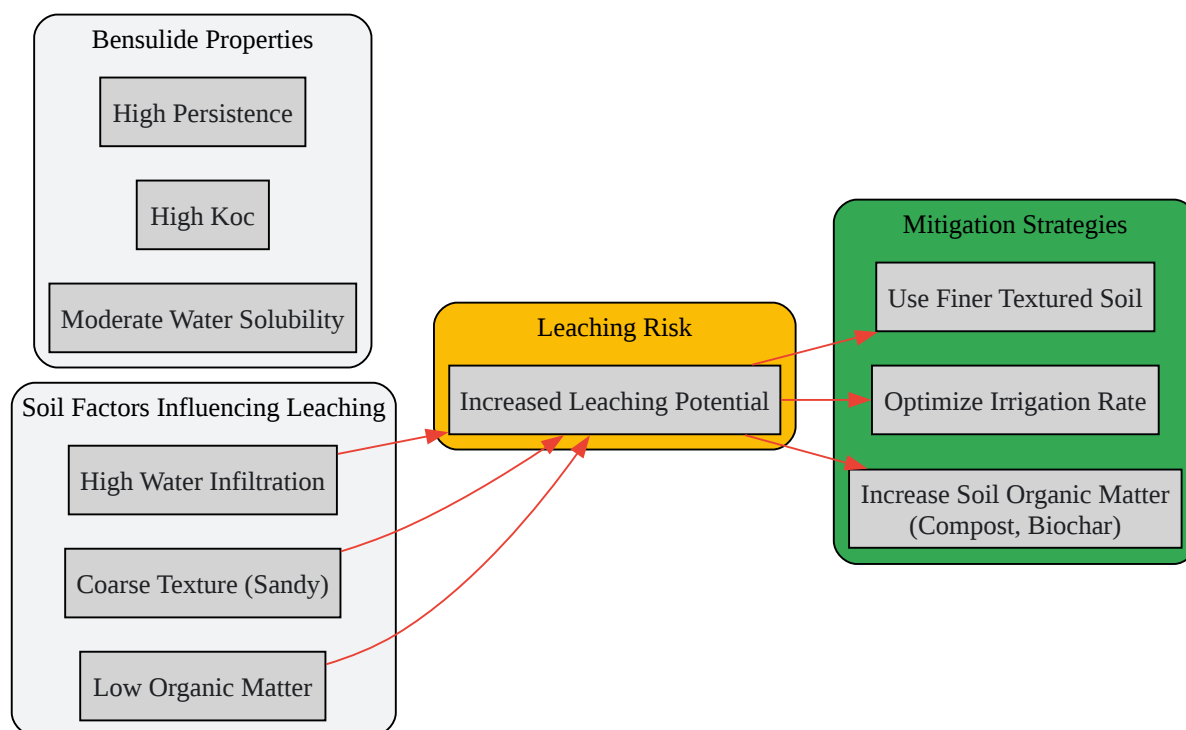 Bensulide Properties
High Persistence
High Koc
Moderate Water Solubility
Soil Factors Influencing Leaching
High Water Infiltration
Coarse Texture (Sandy)
Low Organic Matter
Leaching Risk
Increased Leaching Potential
Mitigation Strategies
Use Finer Textured Soil
Optimize Irrigation Rate
Increase Soil Organic Matter
(Compost, Biochar)